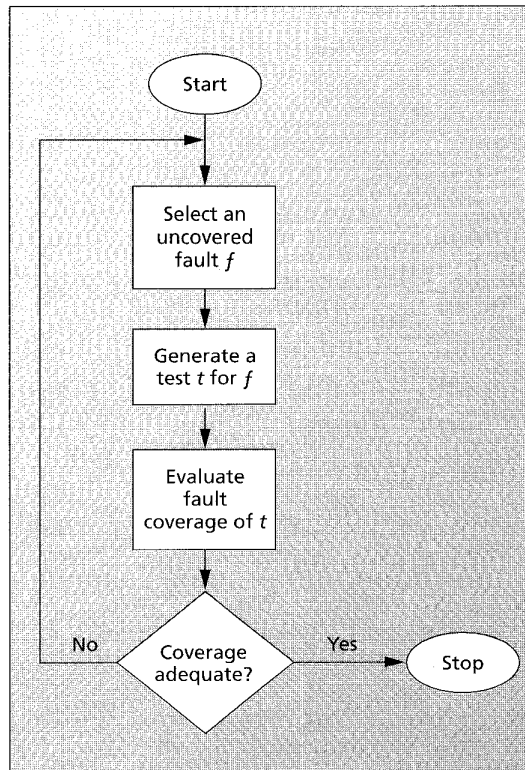 Start
Select an
uncovered
fault f
Generate a
test t for f
Evaluate
fault
coverage of t
Coverage
adequate?
No
Yes
Stop